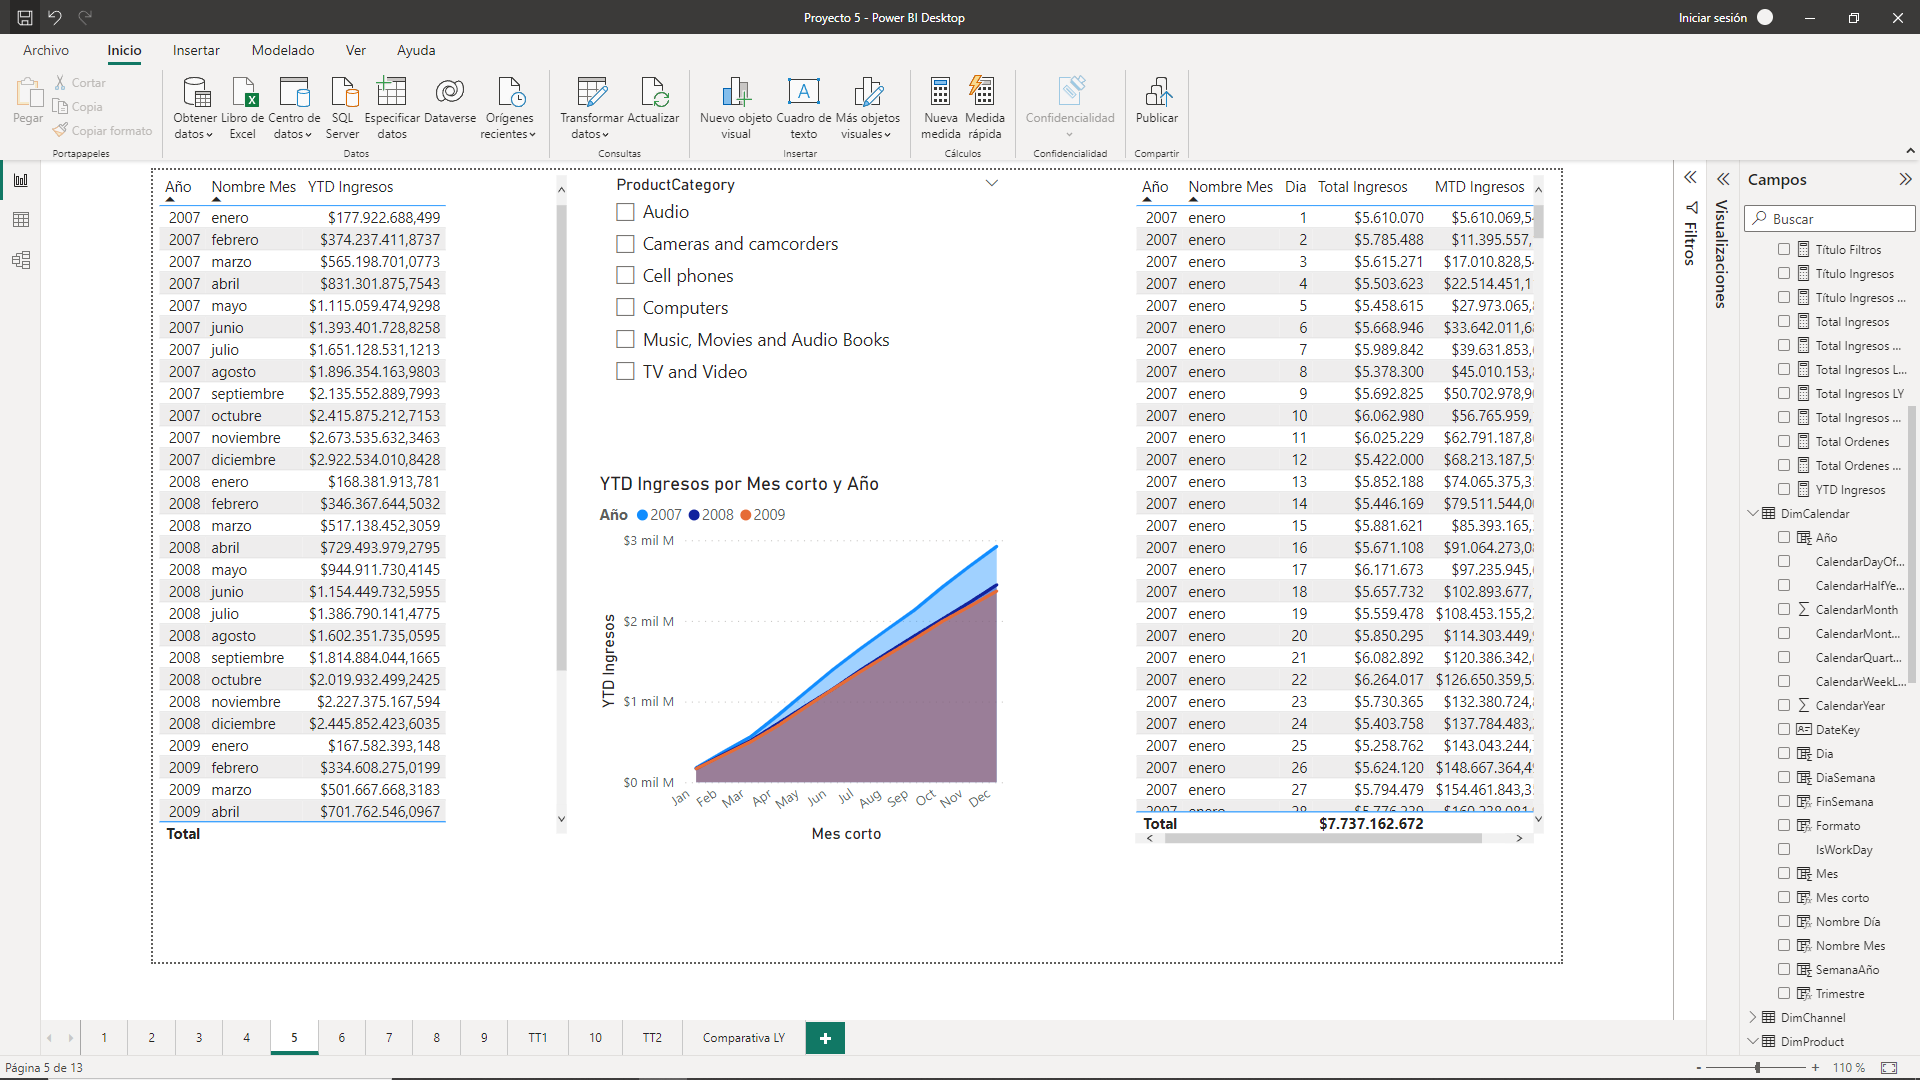 Proyecto 5 - Power BI Desktop
Iniciar sesión
Archivo Inicio Insertar Modelado Ver Ayuda
Pegar
Cortar
Copia
Copiar formato
Portapapeles
Obtener datos
Libro de Excel
Centro de datos
SQL Server
Especificar datos
Dataverse
Orígenes recientes
Datos
Transformar datos
Actualizar
Consultas
Nuevo objeto visual
Cuadro de texto
Más objetos visuales
Insertar
Nueva medida
Medida rápida
Cálculos
Confidencialidad
Confidencialidad
Publicar
Compartir
Año Nombre Mes YTD Ingresos
2007 enero $177.922.688,499
2007 febrero $374.237.411,8737
2007 marzo $565.198.701,0773
2007 abril $831.301.875,7543
2007 mayo $1.115.059.474,9298
2007 junio $1.393.401.728,8258
2007 julio $1.651.128.531,1213
2007 agosto $1.896.354.163,9803
2007 septiembre $2.135.552.889,7993
2007 octubre $2.415.875.212,7153
2007 noviembre $2.673.535.632,3463
2007 diciembre $2.922.534.010,8428
2008 enero $168.381.913,781
2008 febrero $346.367.644,5032
2008 marzo $517.138.452,3059
2008 abril $729.493.979,2795
2008 mayo $944.911.730,4145
2008 junio $1.154.449.732,5955
2008 julio $1.386.790.141,4775
2008 agosto $1.602.351.735,0595
2008 septiembre $1.814.884.044,1665
2008 octubre $2.019.932.499,2425
2008 noviembre $2.227.375.167,594
2008 diciembre $2.445.852.423,6035
2009 enero $167.582.393,148
2009 febrero $334.608.275,0199
2009 marzo $501.667.668,3183
2009 abril $701.762.546,0967
Total
ProductCategory
Audio
Cameras and camcorders
Cell phones
Computers
Music, Movies and Audio Books
TV and Video
YTD Ingresos por Mes corto y Año
Año 2007 2008 2009
YTD Ingresos
$3 mil M
$2 mil M
$1 mil M
$0 mil M
Jan Feb Mar Apr May Jun Jul Aug Sep Oct Nov Dec
Mes corto
Año Nombre Mes Dia Total Ingresos MTD Ingresos
2007 enero 1 $5.610.070 $5.610.069,5
2007 enero 2 $5.785.488 $11.395.557,
2007 enero 3 $5.615.271 $17.010.828,5
2007 enero 4 $5.503.623 $22.514.451,1
2007 enero 5 $5.458.615 $27.973.065,
2007 enero 6 $5.668.946 $33.642.011,6
2007 enero 7 $5.989.842 $39.631.853,
2007 enero 8 $5.378.300 $45.010.153,
2007 enero 9 $5.692.825 $50.702.978,9
2007 enero 10 $6.062.980 $56.765.959,
2007 enero 11 $6.025.229 $62.791.187,8
2007 enero 12 $5.422.000 $68.213.187,5
2007 enero 13 $5.852.188 $74.065.375,3
2007 enero 14 $5.446.169 $79.511.544,0
2007 enero 15 $5.881.621 $85.393.165,
2007 enero 16 $5.671.108 $91.064.273,0
2007 enero 17 $6.171.673 $97.235.945,
2007 enero 18 $5.657.732 $102.893.677,
2007 enero 19 $5.559.478 $108.453.155,2
2007 enero 20 $5.850.295 $114.303.449,
2007 enero 21 $6.082.892 $120.386.342,
2007 enero 22 $6.264.017 $126.650.359,5
2007 enero 23 $5.730.365 $132.380.724,
2007 enero 24 $5.403.758 $137.784.483,
2007 enero 25 $5.258.762 $143.043.244,
2007 enero 26 $5.624.120 $148.667.364,4
2007 enero 27 $5.794.479 $154.461.843,3
2007 enero 28 $5.776.239
Total $7.737.162.672
Filtros
Visualizaciones
Campos
Buscar
Título Filtros
Título Ingresos
Título Ingresos ...
Total Ingresos
Total Ingresos ...
Total Ingresos L...
Total Ingresos LY
Total Ingresos ...
Total Ordenes
Total Ordenes ...
YTD Ingresos
DimCalendar
Año
CalendarDayOf...
CalendarHalfYe...
CalendarMonth
CalendarMont...
CalendarQuart...
CalendarWeekL...
CalendarYear
DateKey
Dia
DiaSemana
FinSemana
Formato
IsWorkDay
Mes
Mes corto
Nombre Día
Nombre Mes
SemanaAño
Trimestre
DimChannel
DimProduct
1 2 3 4 5 6 7 8 9 TT1 10 TT2 Comparativa LY +
Página 5 de 13
- + 110 %